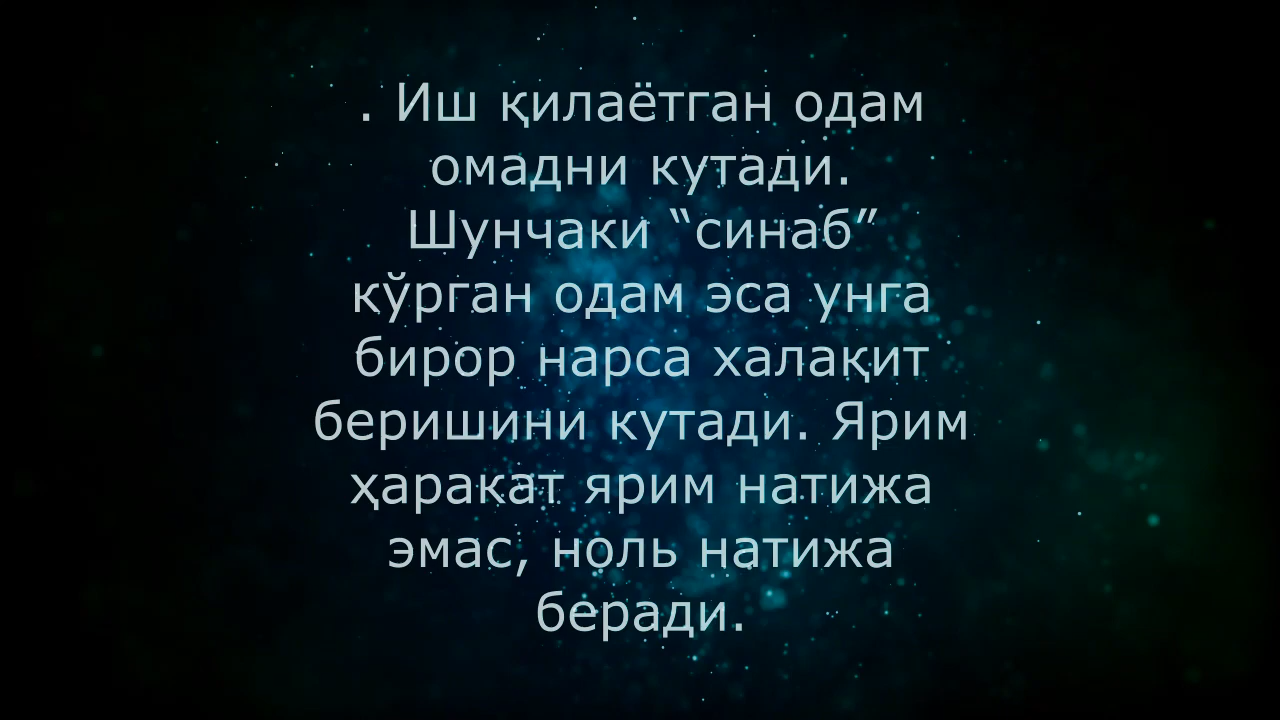 . Иш қилаётган одам
омадни кутади.
Шунчаки “синаб”
кўрган одам эса унга
бирор нарса халақит
беришини кутади. Ярим
ҳаракат ярим натижа
эмас, ноль натижа
беради.